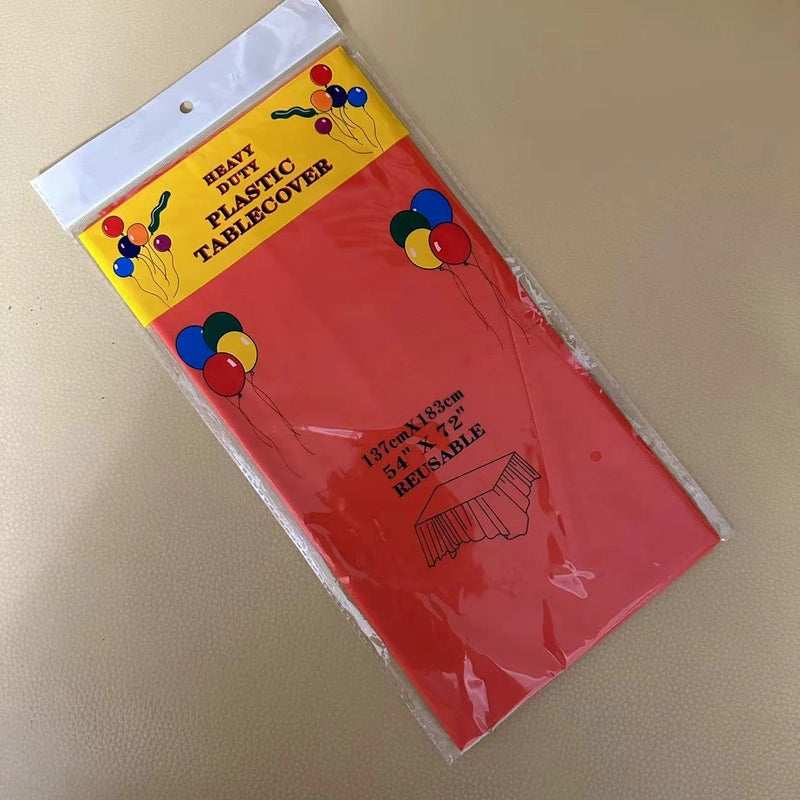 HEAVY
DUTY
PLASTIC
TABLECOVER
137cmX183cm
54" X 72"
REUSABLE